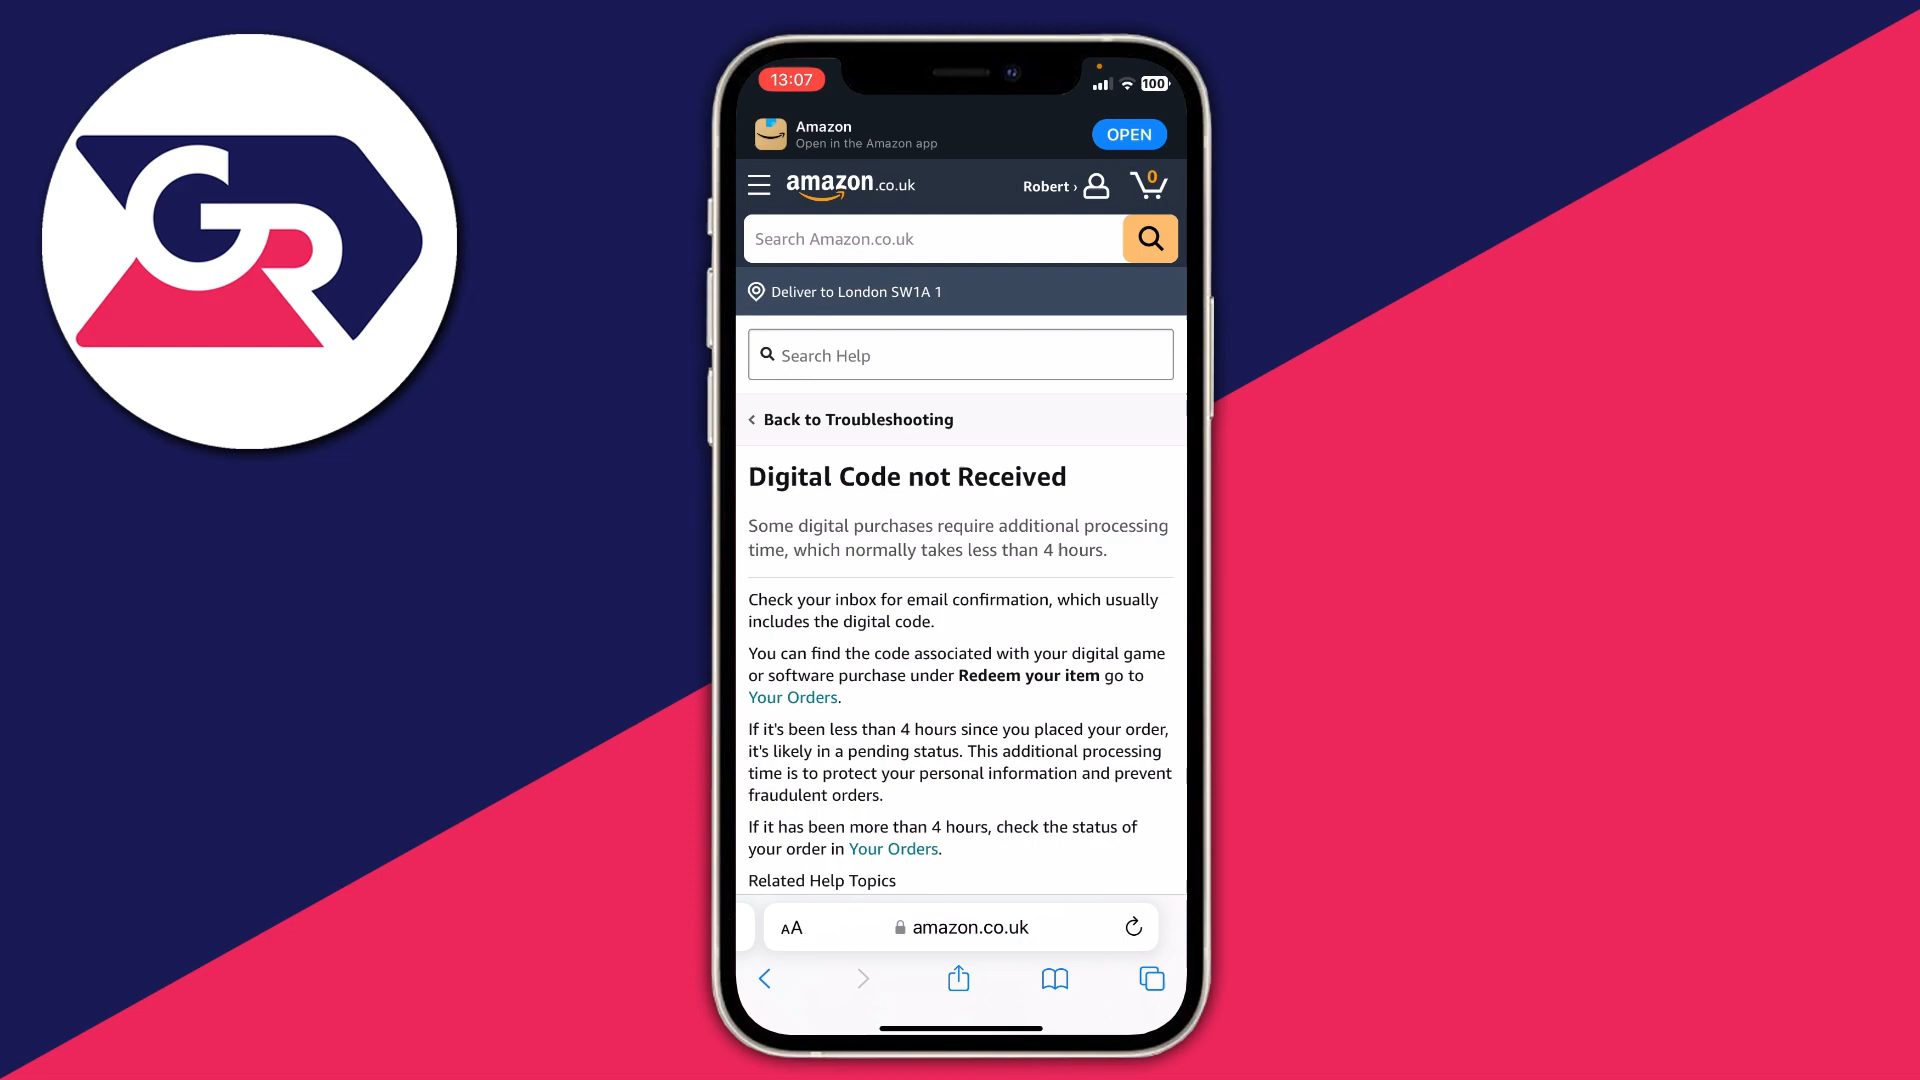 GR
13:07
100
Amazon
Open in the Amazon app
OPEN
amazon.co.uk
Robert ›
0
Search Amazon.co.uk
Deliver to London SW1A 1
Search Help
‹ Back to Troubleshooting
Digital Code not Received
Some digital purchases require additional processing
time, which normally takes less than 4 hours.
Check your inbox for email confirmation, which usually
includes the digital code.
You can find the code associated with your digital game
or software purchase under Redeem your item go to
Your Orders.
If it's been less than 4 hours since you placed your order,
it's likely in a pending status. This additional processing
time is to protect your personal information and prevent
fraudulent orders.
If it has been more than 4 hours, check the status of
your order in Your Orders.
Related Help Topics
AA
amazon.co.uk